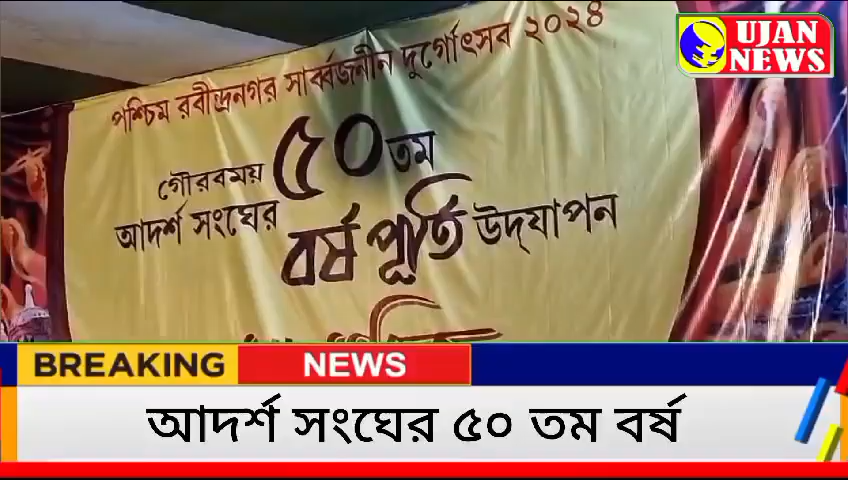 পশ্চিম রবীন্দ্রনগর সার্ব্বজনীন দুর্গোৎসব ২০২৪
UJAN
NEWS
গৌরবময় ৫০তম
আদর্শ সংঘের বর্ষ পূর্তি উদ্‌যাপন
BREAKING NEWS
আদর্শ সংঘের ৫০ তম বর্ষ